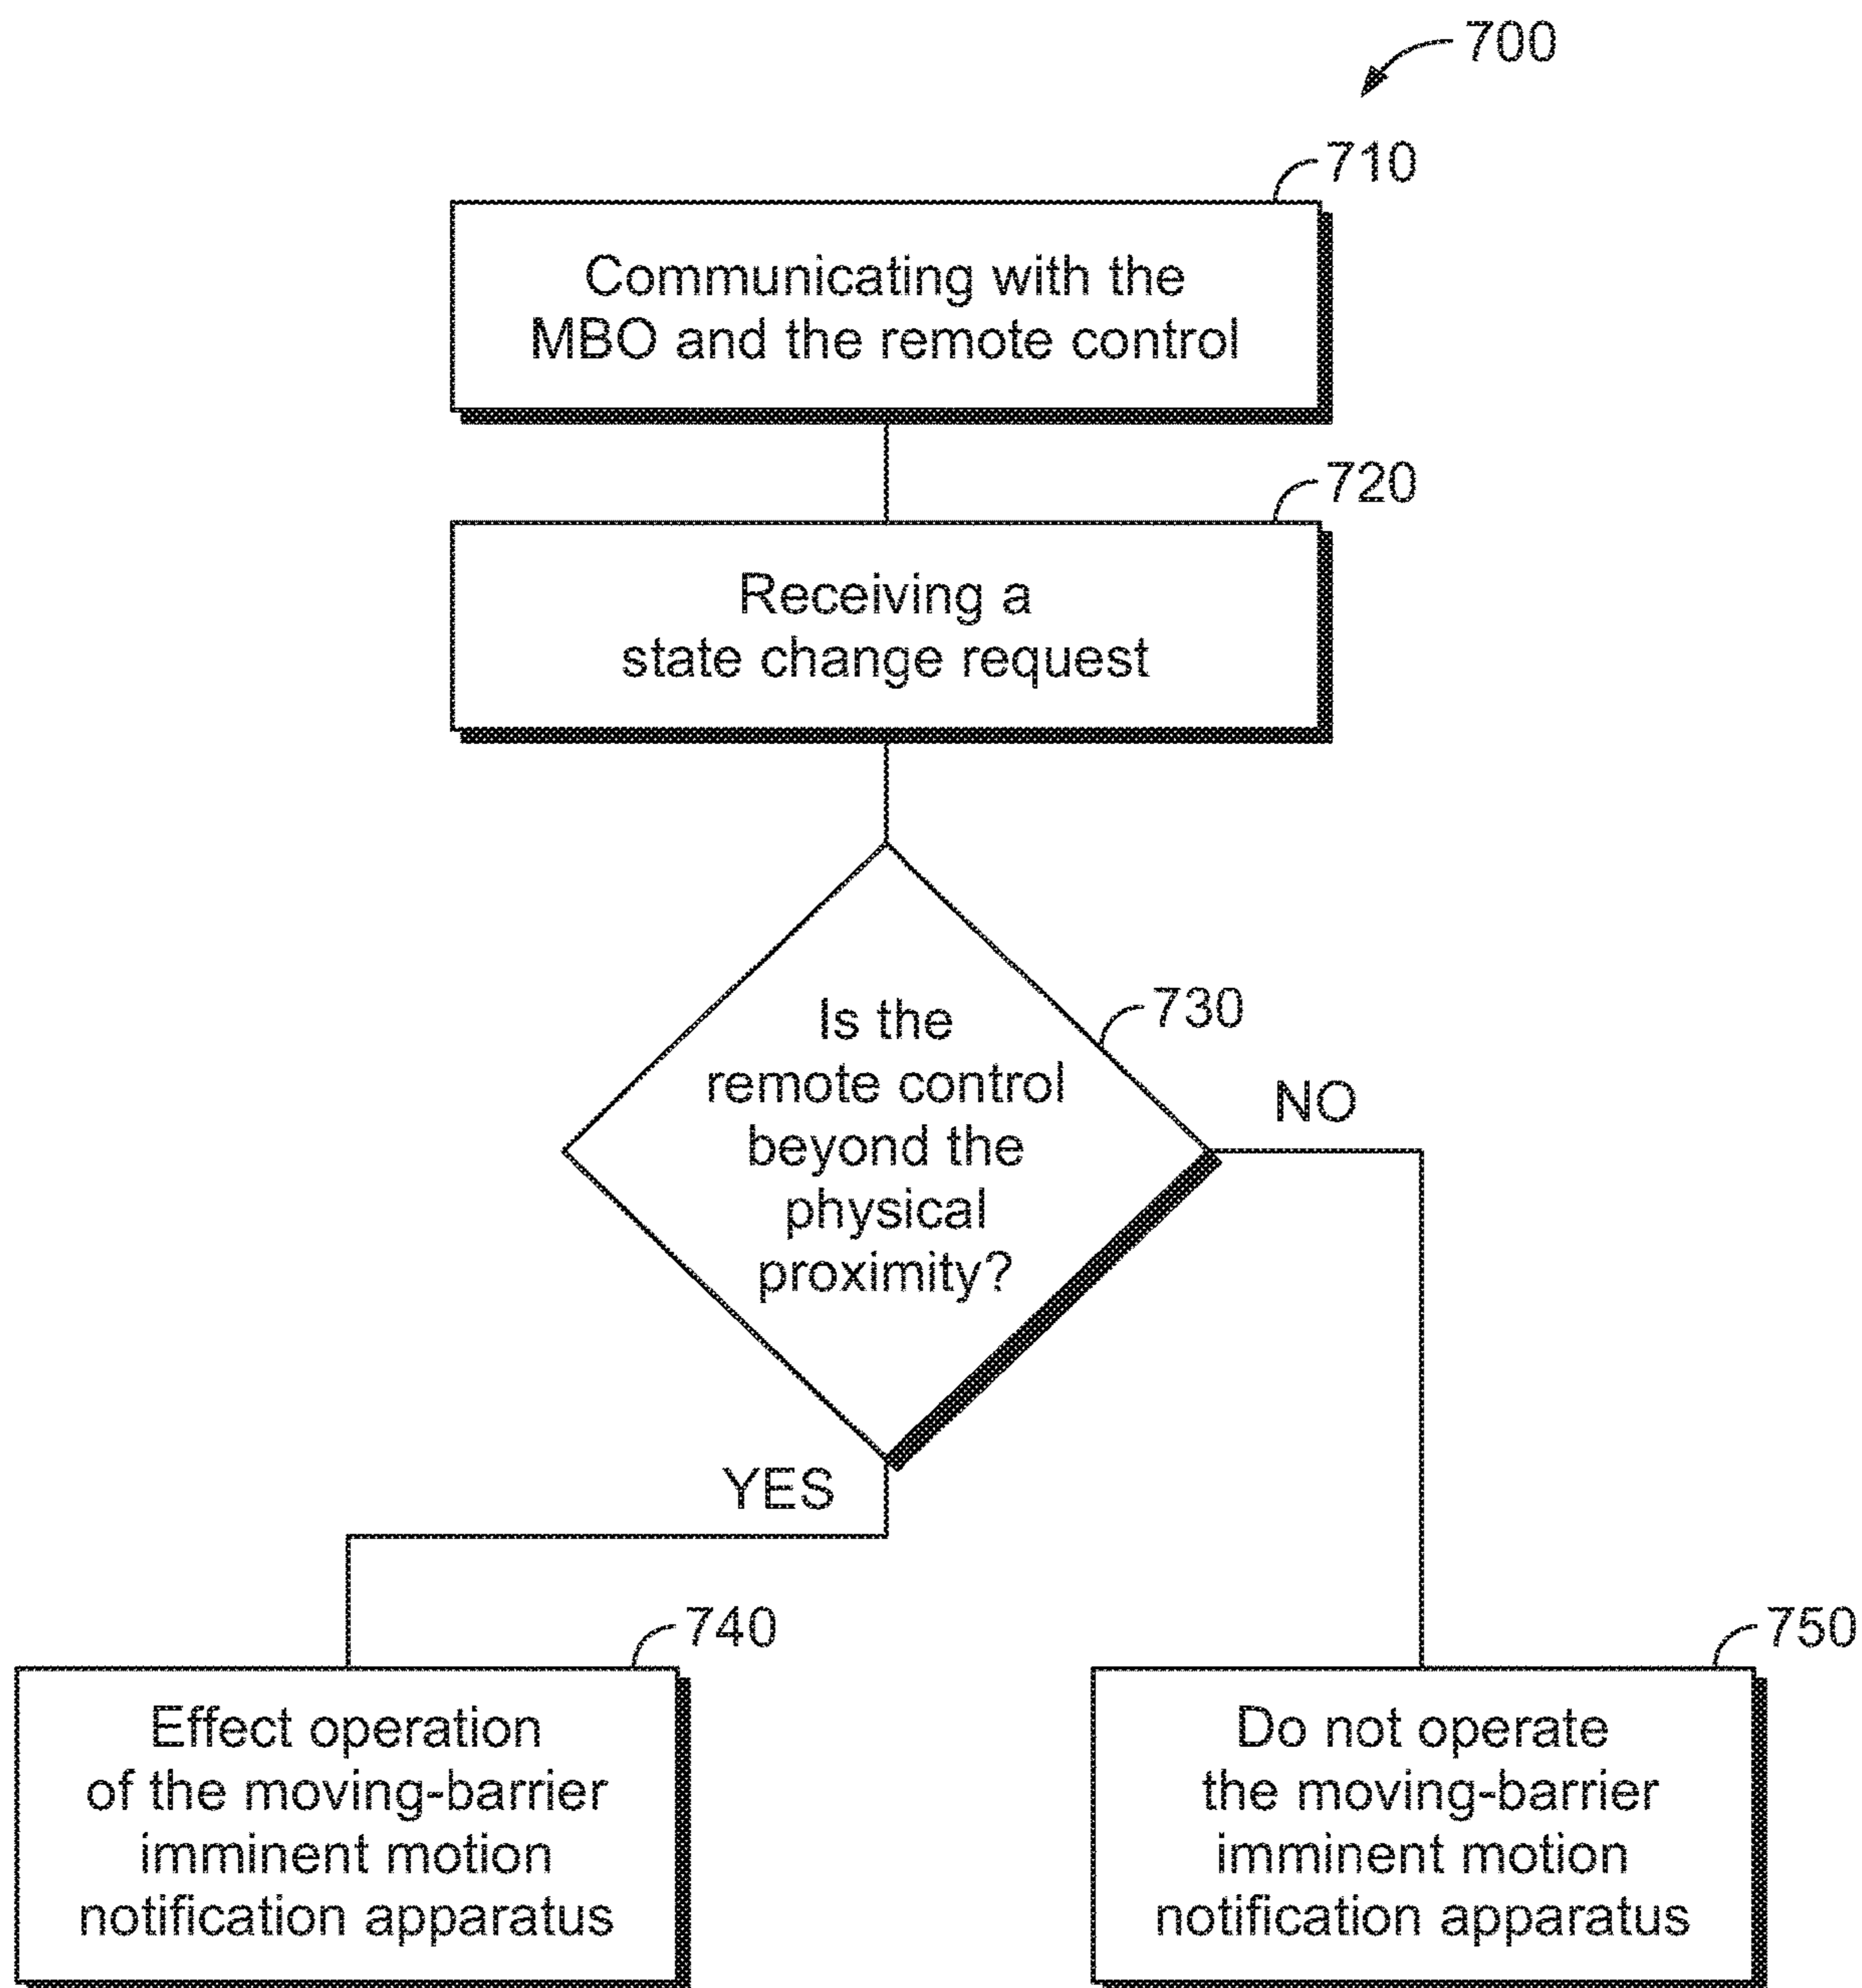 700
710
Communicating with the
MBO and the remote control
720
Receiving a
state change request
730
Is the
remote control
beyond the
physical
proximity?
NO
YES
740
Effect operation
of the moving-barrier
imminent motion
notification apparatus
750
Do not operate
the moving-barrier
imminent motion
notification apparatus